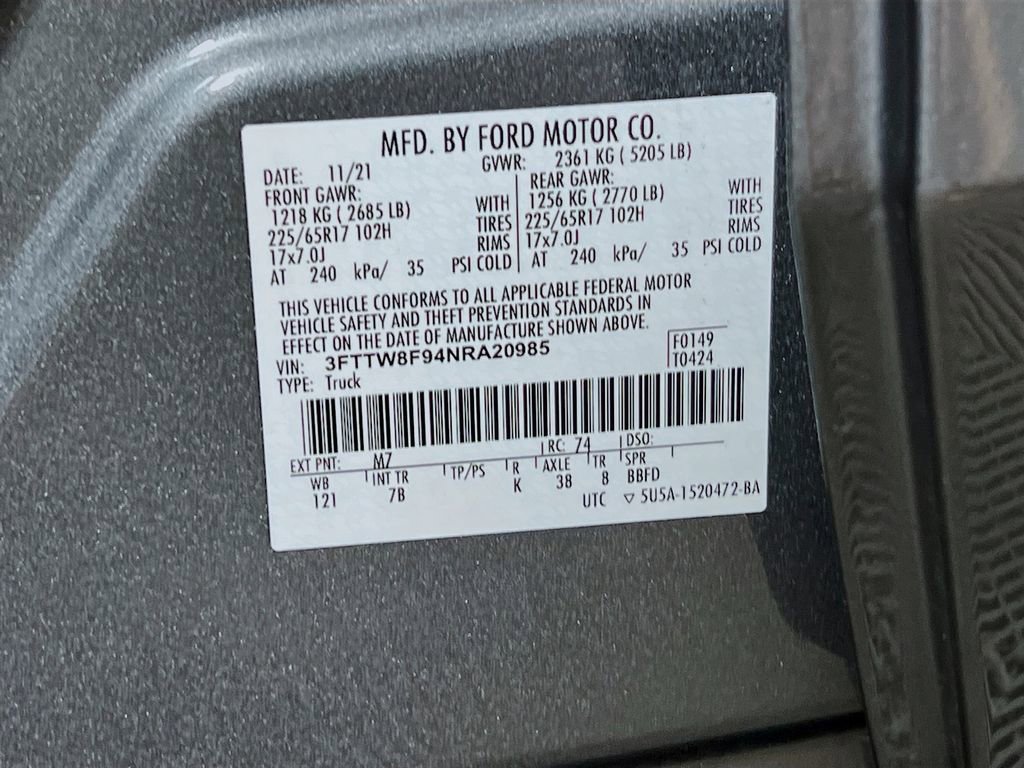 MFD. BY FORD MOTOR CO.
DATE: 11/21 GVWR: 2361 KG ( 5205 LB)
FRONT GAWR: REAR GAWR:
1218 KG ( 2685 LB) WITH 1256 KG ( 2770 LB) WITH
225/65R17 102H TIRES 225/65R17 102H TIRES
17x7.0J RIMS 17x7.0J RIMS
AT 240 kPa/ 35 PSI COLD AT 240 kPa/ 35 PSI COLD
THIS VEHICLE CONFORMS TO ALL APPLICABLE FEDERAL MOTOR
VEHICLE SAFETY AND THEFT PREVENTION STANDARDS IN
EFFECT ON THE DATE OF MANUFACTURE SHOWN ABOVE.
VIN: 3FTTW8F94NRA20985 F0149
TYPE: Truck T0424
EXT PNT: M7 RC: 74 DSO:
WB INT TR TP/PS R AXLE TR SPR
121 7B K 38 8 BBFD
UTC ▽ 5U5A-1520472-BA